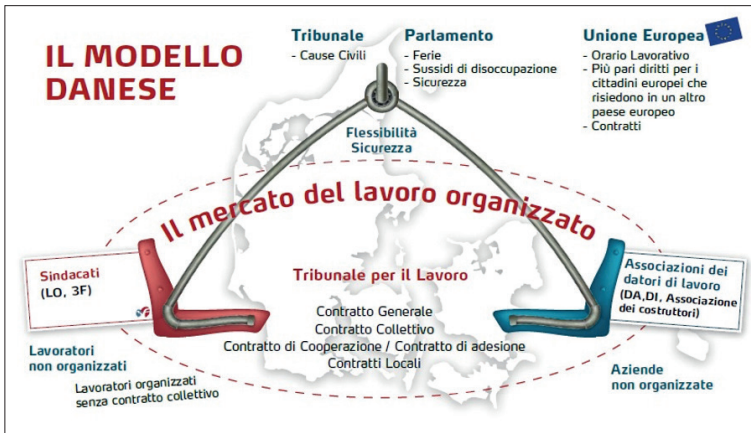 IL MODELLO
DANESE
Tribunale
- Cause Civili
Parlamento
- Ferie
- Sussidi di disoccupazione
- Sicurezza
Unione Europea
- Orario Lavorativo
- Più pari diritti per i
cittadini europei che
risiedono in un altro
paese europeo
- Contratti
Flessibilità
Sicurezza
Il mercato del lavoro organizzato
Sindacati
(LO, 3F)
Tribunale per il Lavoro
Contratto Generale
Contratto Collettivo
Contratto di Cooperazione / Contratto di adesione
Contratti Locali
Associazioni dei
datori di lavoro
(DA,DI, Associazione
dei costruttori)
Lavoratori
non organizzati
Lavoratori organizzati
senza contratto collettivo
Aziende
non organizzate